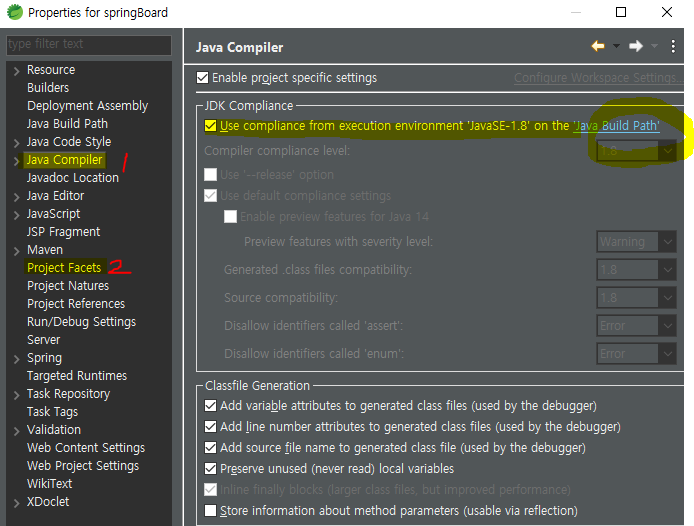 Properties for springBoard
type filter text
Resource
Builders
Deployment Assembly
Java Build Path
Java Code Style
Java Compiler
1
Javadoc Location
Java Editor
JavaScript
JSP Fragment
Maven
Project Facets
2
Project Natures
Project References
Run/Debug Settings
Server
Spring
Targeted Runtimes
Task Repository
Task Tags
Validation
Web Content Settings
Web Project Settings
WikiText
XDoclet
Java Compiler
Enable project specific settings
Configure Workspace Settings...
JDK Compliance
Use compliance from execution environment 'JavaSE-1.8' on the 'Java Build Path'
Compiler compliance level: 1.8
Use '--release' option
Use default compliance settings
Enable preview features for Java 14
Preview features with severity level: Warning
Generated .class files compatibility: 1.8
Source compatibility: 1.8
Disallow identifiers called 'assert': Error
Disallow identifiers called 'enum': Error
Classfile Generation
Add variable attributes to generated class files (used by the debugger)
Add line number attributes to generated class files (used by the debugger)
Add source file name to generated class file (used by the debugger)
Preserve unused (never read) local variables
Inline finally blocks (larger class files, but improved performance)
Store information about method parameters (usable via reflection)